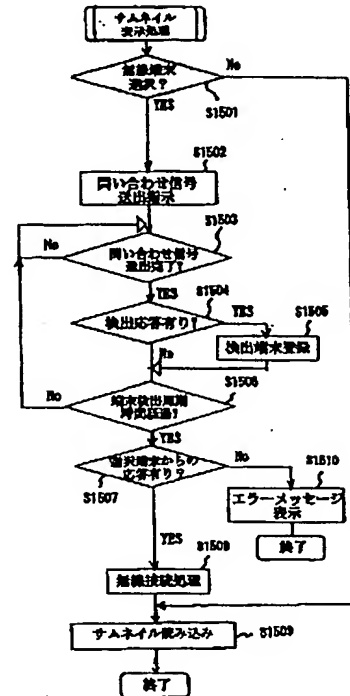 サムネイル
表示処理
無線端末
選択?
No
YES
S1501
S1502
問い合わせ信号
送出指示
S1503
No
問い合わせ信号
送出完了?
YES
S1504
検出応答有り?
YES
S1505
検出端末登録
No
S1506
端末検出周期
時間経過?
No
YES
選択端末からの
応答有り?
No
S1507
S1510
エラーメッセージ
表示
終了
YES
S1508
無線接続処理
サムネイル読み込み
S1509
終了